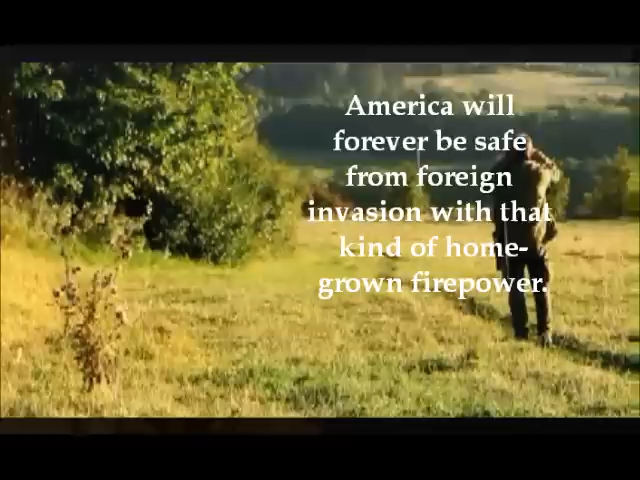 America will
forever be safe
from foreign
invasion with that
kind of home-
grown firepower.